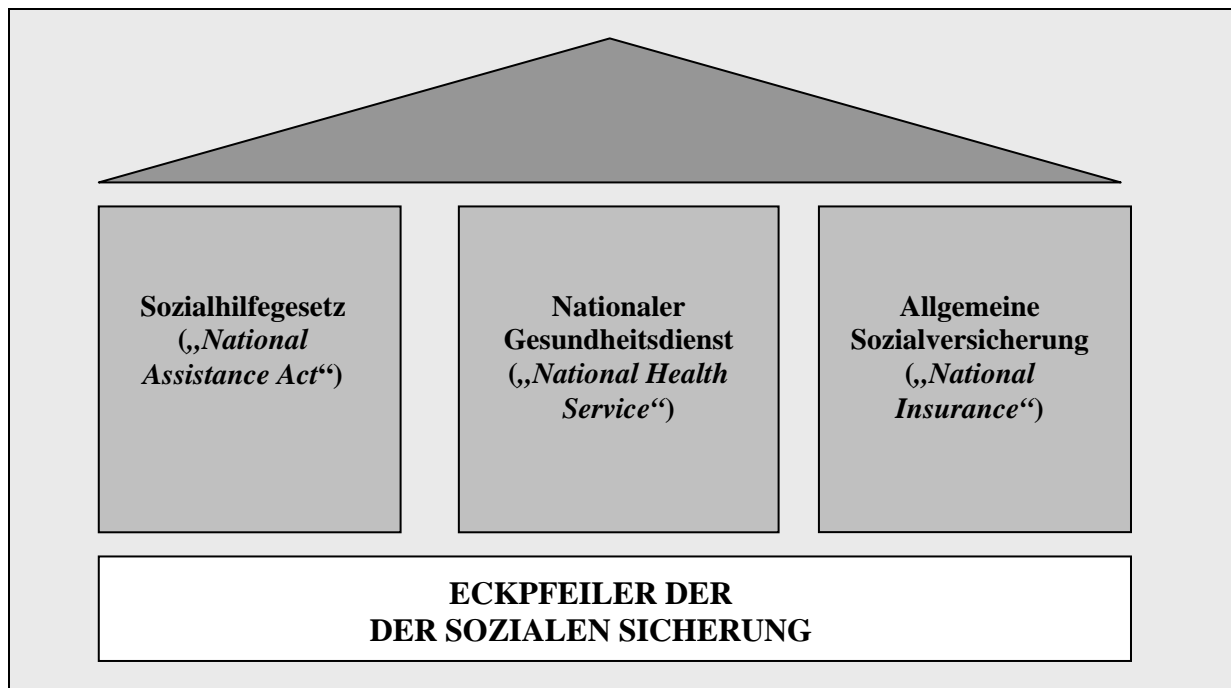 Sozialhilfegesetz
(„National
Assistance Act“)
Nationaler
Gesundheitsdienst
(„National Health
Service“)
Allgemeine
Sozialversicherung
(„National
Insurance“)
ECKPFEILER DER
DER SOZIALEN SICHERUNG